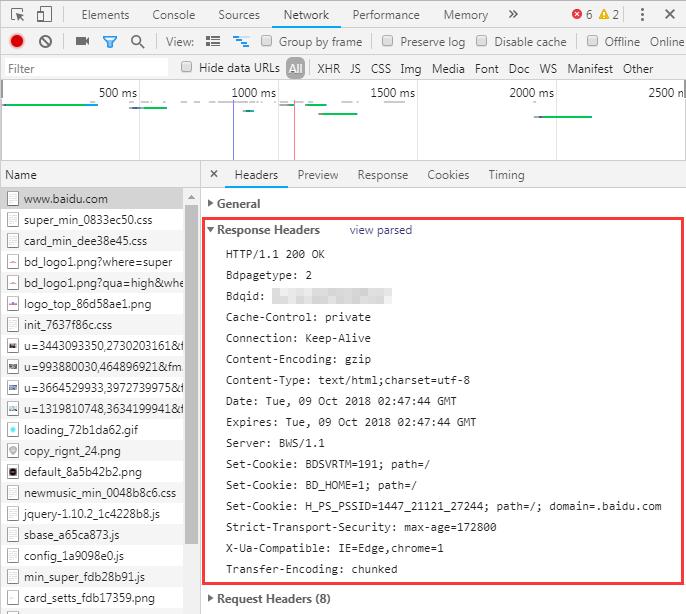 Elements Console Sources Network Performance Memory » 6 2
View: Group by frame Preserve log Disable cache Offline Online
Filter Hide data URLs All XHR JS CSS Img Media Font Doc WS Manifest Other
500 ms 1000 ms 1500 ms 2000 ms 2500 n
Name × Headers Preview Response Cookies Timing
www.baidu.com
super_min_0833ec50.css
card_min_dee38e45.css
bd_logo1.png?where=super
bd_logo1.png?qua=high&whe
logo_top_86d58ae1.png
init_7637f86c.css
u=3443093350,2730203161&f
u=993880030,464896921&fm
u=3664529933,3972739975&f
u=1319810748,3634199941&f
loading_72b1da62.gif
copy_rignt_24.png
default_8a5b42b2.png
newmusic_min_0048b8c6.css
jquery-1.10.2_1c4228b8.js
sbase_a65ca873.js
config_1a9098e0.js
min_super_fdb28b91.js
card_setts_fdb17359.png
General
Response Headers view parsed
HTTP/1.1 200 OK
Bdpagetype: 2
Bdqid:
Cache-Control: private
Connection: Keep-Alive
Content-Encoding: gzip
Content-Type: text/html;charset=utf-8
Date: Tue, 09 Oct 2018 02:47:44 GMT
Expires: Tue, 09 Oct 2018 02:47:44 GMT
Server: BWS/1.1
Set-Cookie: BDSVRTM=191; path=/
Set-Cookie: BD_HOME=1; path=/
Set-Cookie: H_PS_PSSID=1447_21121_27244; path=/; domain=.baidu.com
Strict-Transport-Security: max-age=172800
X-Ua-Compatible: IE=Edge,chrome=1
Transfer-Encoding: chunked
Request Headers (8)